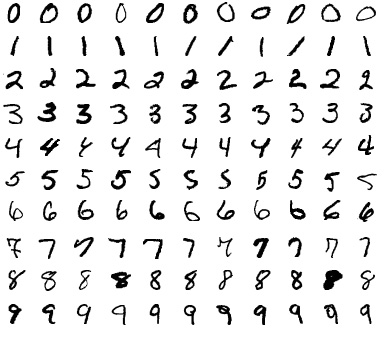 0 0 0 0 0 0 0 0 0 0 0
1 1 1 1 1 1 1 1 1 1 1
2 2 2 2 2 2 2 2 2 2 2
3 3 3 3 3 3 3 3 3 3 3
4 4 4 4 4 4 4 4 4 4 4
5 5 5 5 5 5 5 5 5 5 5
6 6 6 6 6 6 6 6 6 6 6
7 7 7 7 7 7 7 7 7 7 7
8 8 8 8 8 8 8 8 8 8 8
9 9 9 9 9 9 9 9 9 9 9